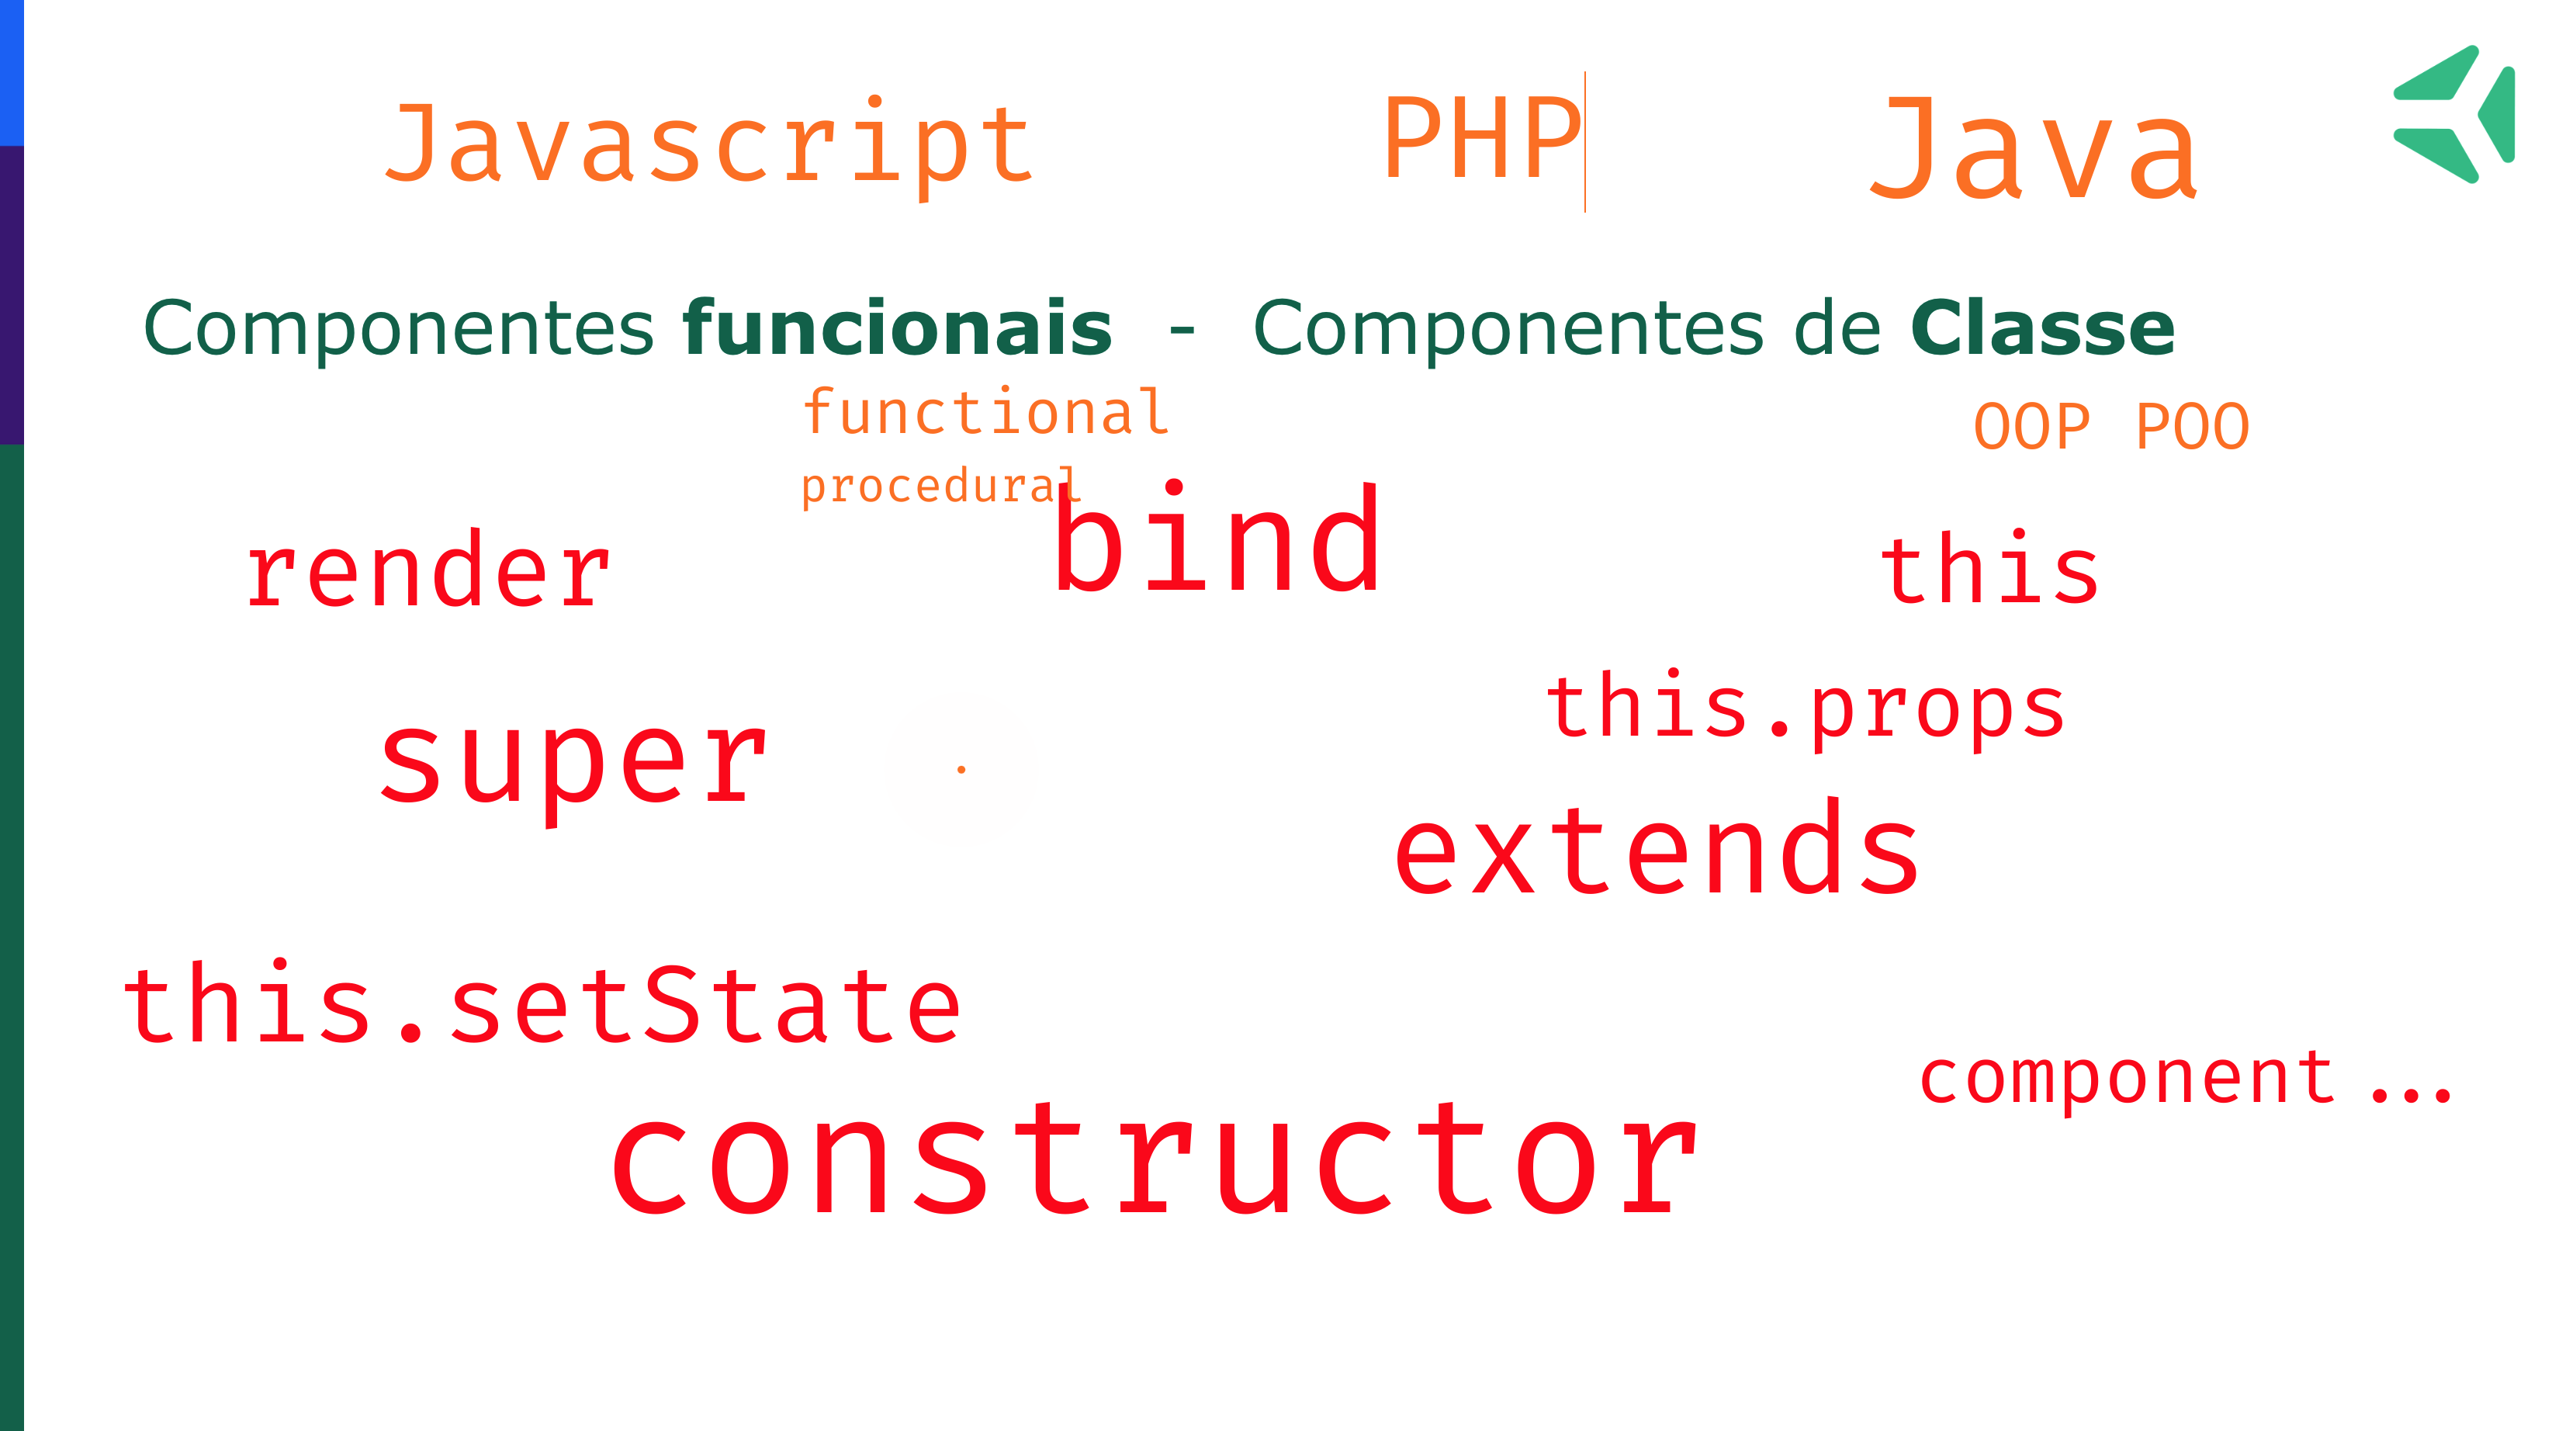 Javascript PHP Java
Componentes funcionais - Componentes de Classe
functional
OOP POO
procedural
bind
render
this
this.props
super
extends
this.setState
component...
constructor